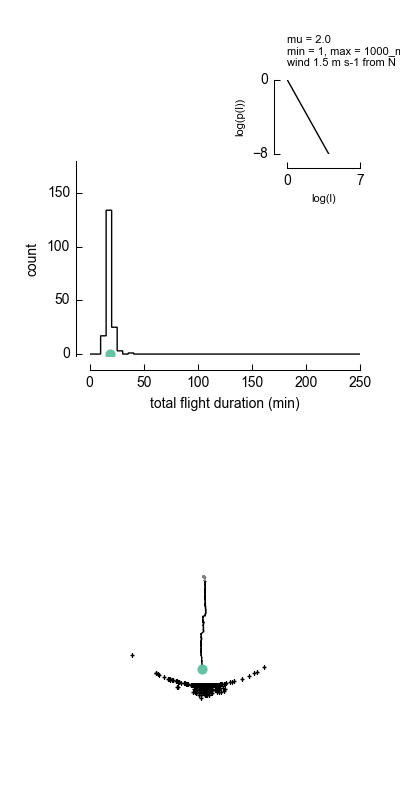 mu = 2.0
min = 1, max = 1000_
wind 1.5 m s-1 from N
0
log(p(l))
−8
0
7
log(l)
150
100
50
0
count
0
50
100
150
200
250
total flight duration (min)